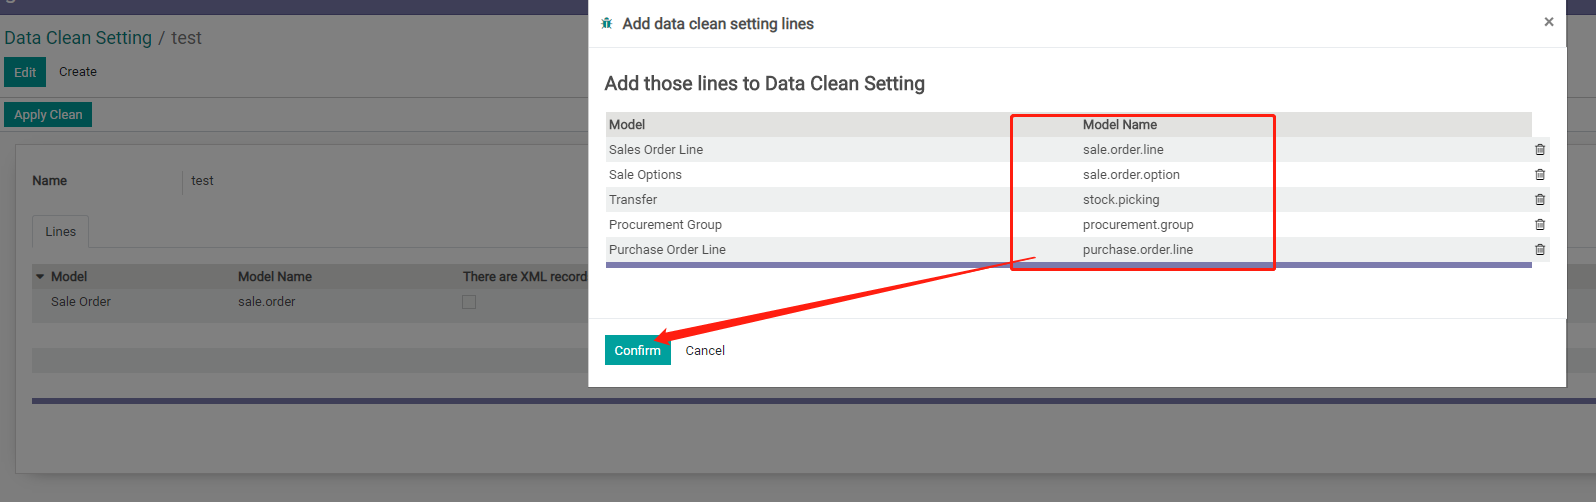 Data Clean Setting / test
Edit Create
Apply Clean
Name test
Lines
Model Model Name There are XML record
Sale Order sale.order
Add data clean setting lines ×
Add those lines to Data Clean Setting
Model Model Name
Sales Order Line sale.order.line
Sale Options sale.order.option
Transfer stock.picking
Procurement Group procurement.group
Purchase Order Line purchase.order.line
Confirm Cancel